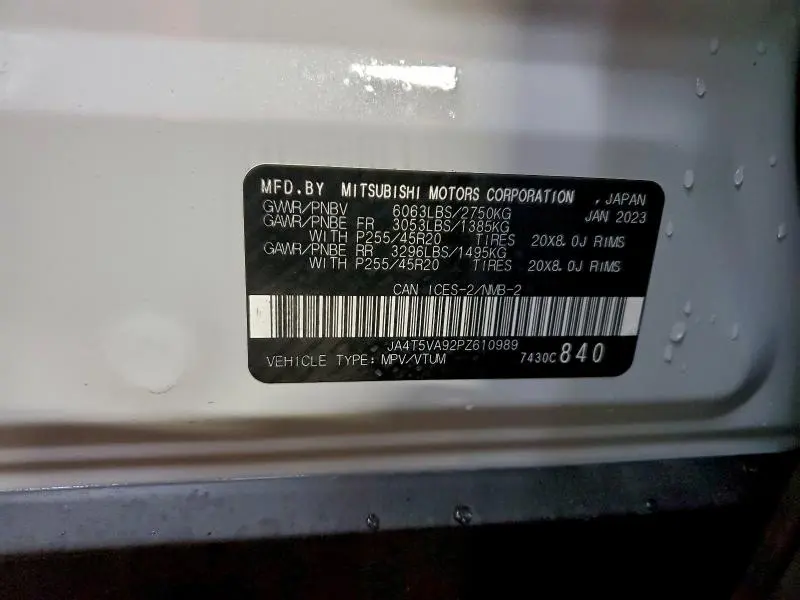 MFD.BY MITSUBISHI MOTORS CORPORATION , JAPAN
GVWR/PNBV 6063LBS/2750KG JAN 2023
GAWR/PNBE FR 3053LBS/1385KG
WITH P255/45R20 TIRES 20X8.0J RIMS
GAWR/PNBE RR 3296LBS/1495KG
WITH P255/45R20 TIRES 20X8.0J RIMS
CAN ICES-2/NMB-2
JA4T5VA92PZ610989
VEHICLE TYPE: MPV/VTUM 7430C 840